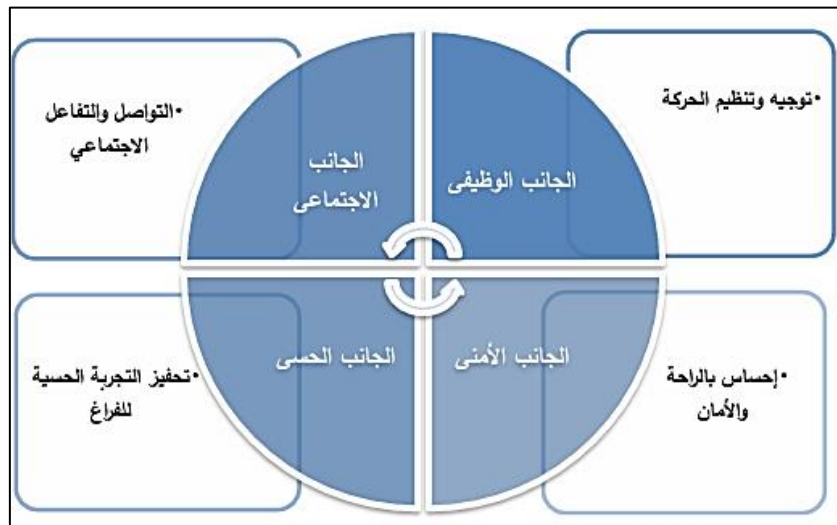 •توجيه وتنظيم الحركة
الجانب الوظيفى
الجانب
الاجتماعى
•التواصل والتفاعل
الاجتماعي
الجانب الأمنى
•إحساس بالراحة
والأمان
الجانب الحسى
•تحفيز التجربة الحسية
للفراغ